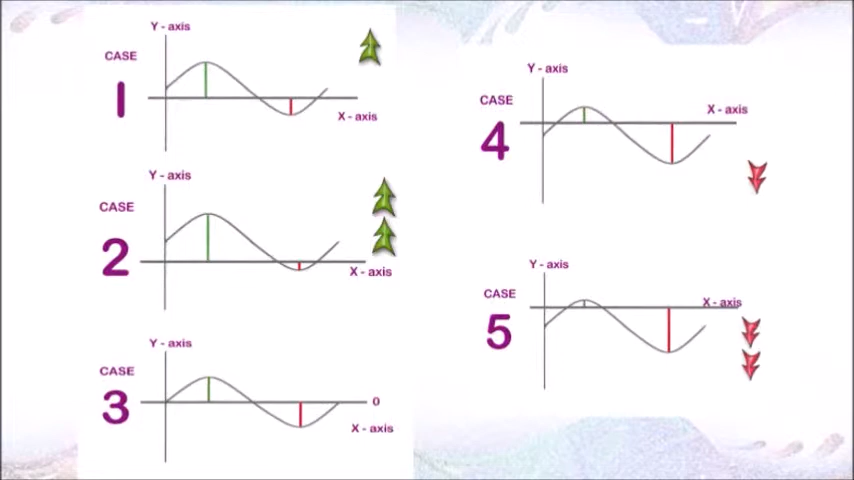 Y - axis
CASE
1
X - axis
Y - axis
CASE
2
X - axis
Y - axis
CASE
3
0
X - axis
Y - axis
CASE
4
X - axis
Y - axis
CASE
5
X - axis